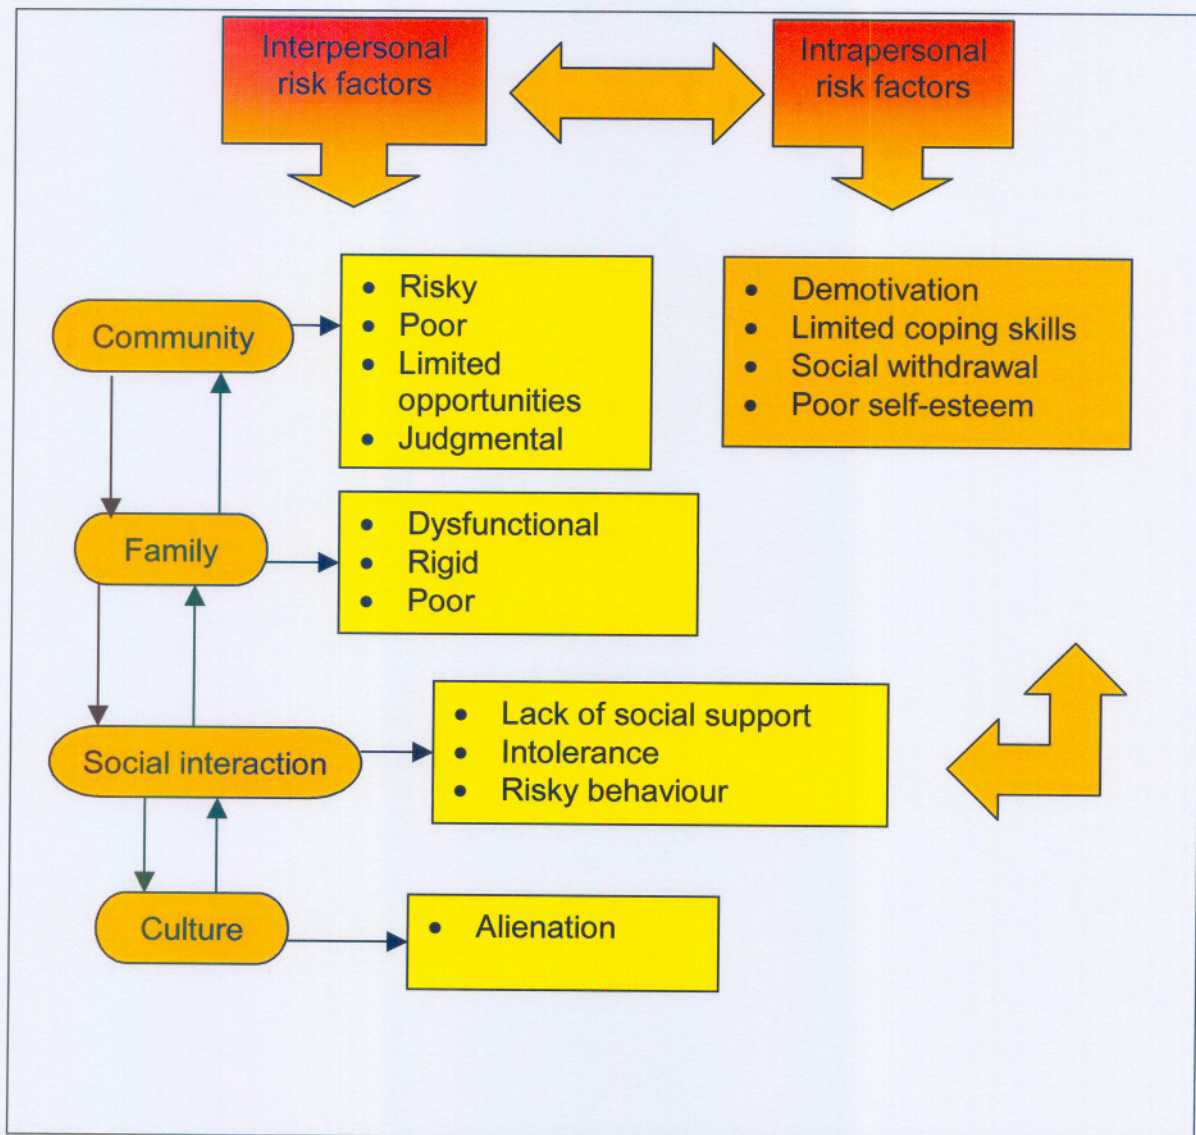 Interpersonal
risk factors
Intrapersonal
risk factors
Community
• Risky
• Poor
• Limited
opportunities
• Judgmental
• Demotivation
• Limited coping skills
• Social withdrawal
• Poor self-esteem
Family
• Dysfunctional
• Rigid
• Poor
Social interaction
• Lack of social support
• Intolerance
• Risky behaviour
Culture
• Alienation